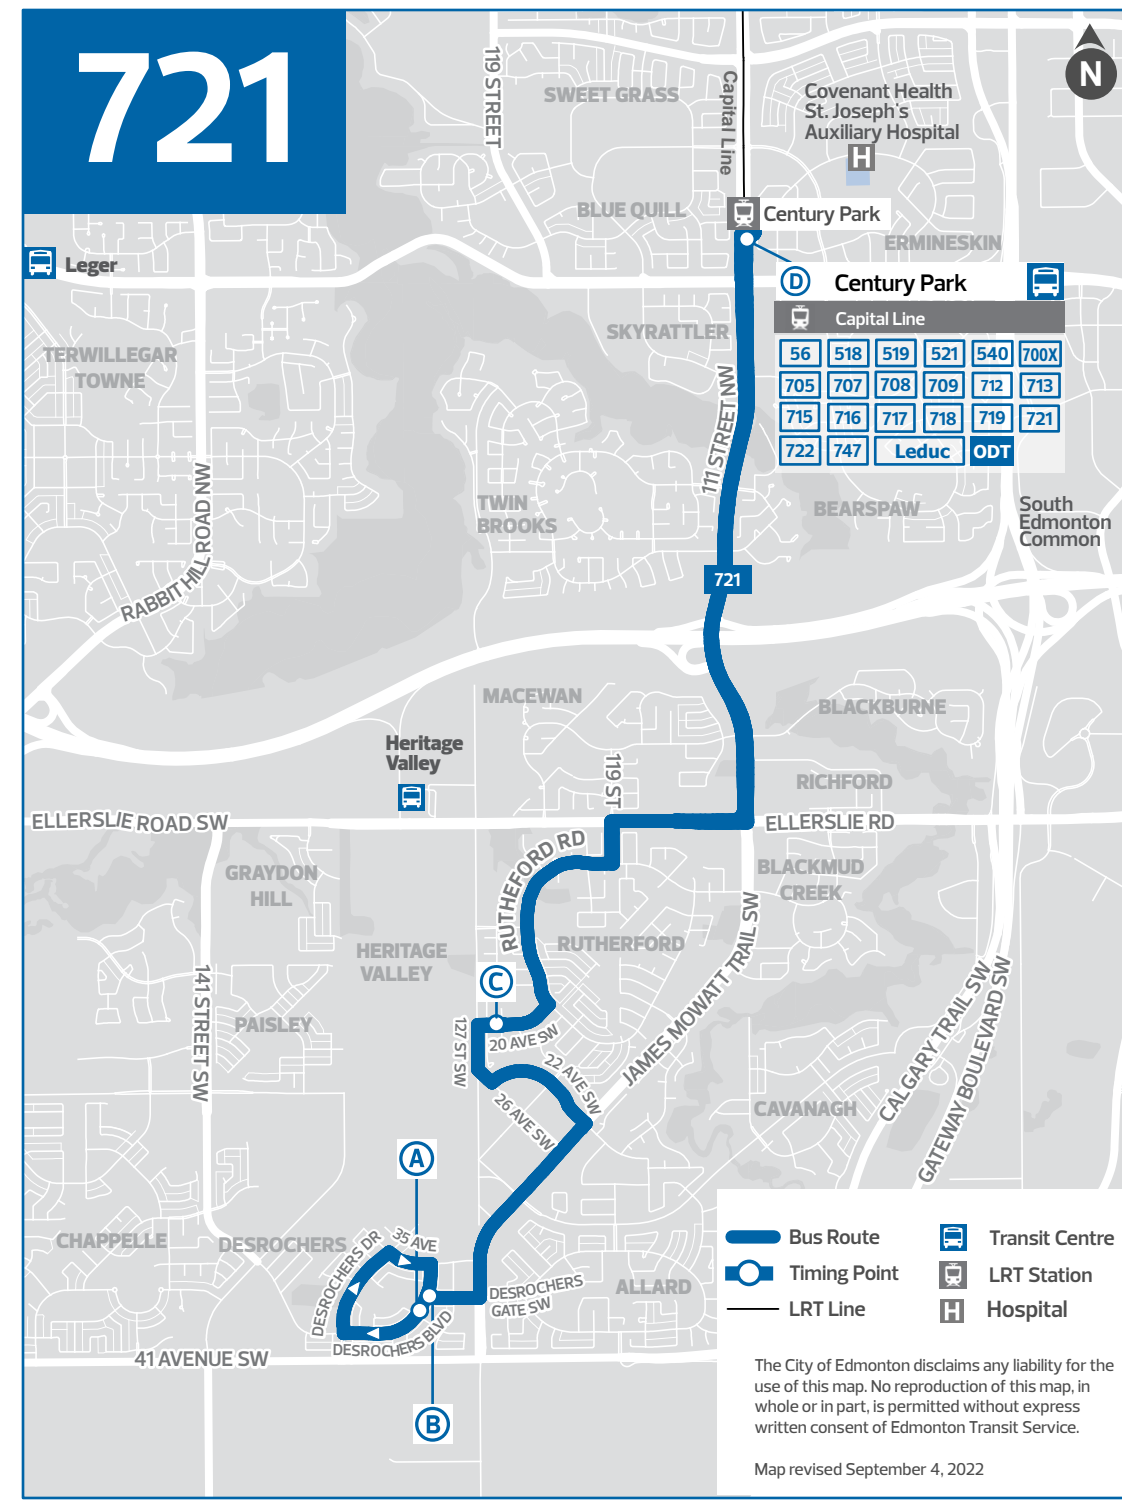 721
119 STREET
SWEET GRASS
Capital Line
Covenant Health
St. Joseph's
Auxiliary Hospital
H
N
BLUE QUILL
Century Park
ERMINESKIN
Leger
D Century Park
Capital Line
SKYRATTLER
TERWILLEGAR
TOWNE
56 518 519 521 540 700X
705 707 708 709 712 713
715 716 717 718 719 721
722 747 Leduc ODT
111 STREET NW
RABBIT HILL ROAD NW
TWIN
BROOKS
BEARSPAW
South
Edmonton
Common
721
MACEWAN
BLACKBURNE
Heritage
Valley
119 ST
RICHFORD
ELLERSLIE ROAD SW
ELLERSLIE RD
RUTHEFORD RD
GRAYDON
HILL
BLACKMUD
CREEK
HERITAGE
VALLEY
RUTHERFORD
JAMES MOWATT TRAIL SW
C
141 STREET SW
PAISLEY
127 ST SW
20 AVE SW
22 AVE SW
26 AVE SW
CALGARY TRAIL SW
GATEWAY BOULEVARD SW
CAVANAGH
A
CHAPPELLE
DESROCHERS
DESROCHERS DR
35 AVE
DESROCHERS
GATE SW
ALLARD
DESROCHERS BLVD
41 AVENUE SW
B
Bus Route
Transit Centre
Timing Point
LRT Station
LRT Line
H Hospital
The City of Edmonton disclaims any liability for the
use of this map. No reproduction of this map, in
whole or in part, is permitted without express
written consent of Edmonton Transit Service.
Map revised September 4, 2022